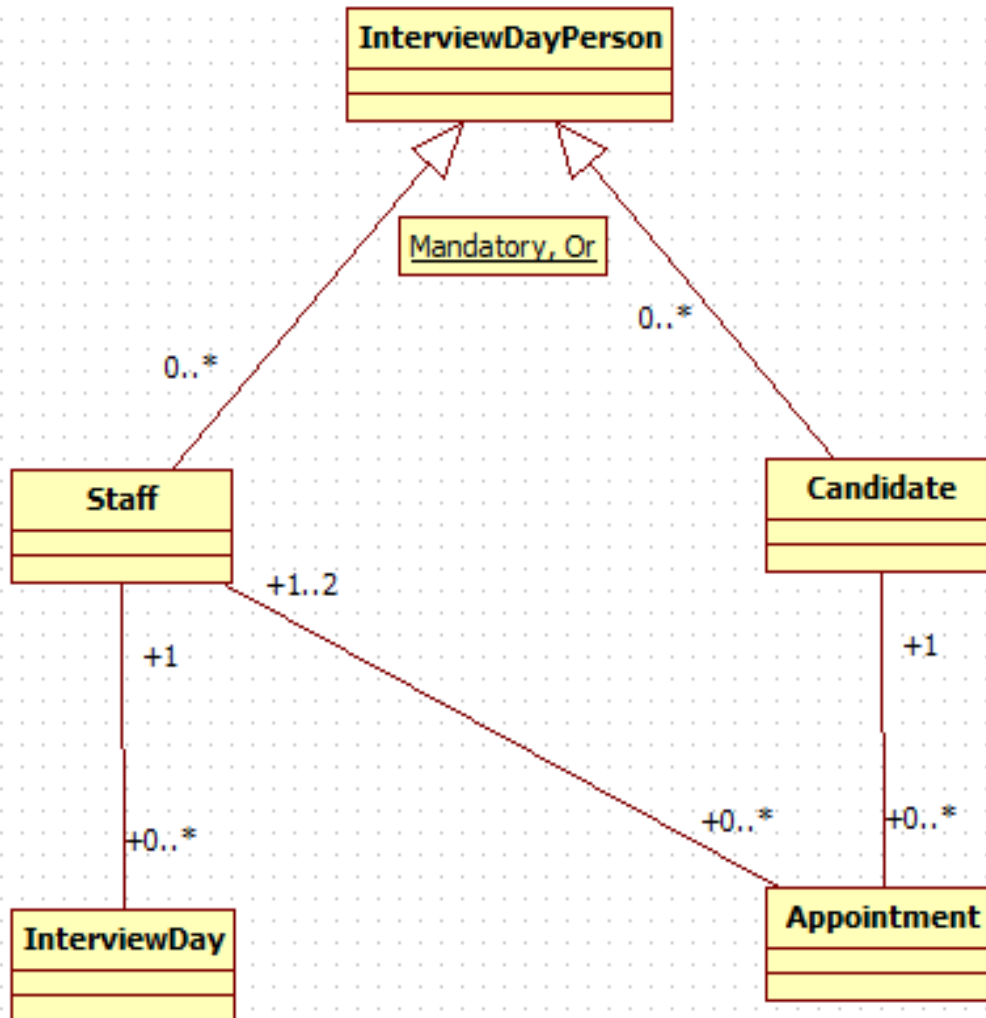 InterviewDayPerson
Mandatory, Or
0..*
0..*
Staff
Candidate
+1..2
+1
+1
+0..*
+0..*
+0..*
InterviewDay
Appointment